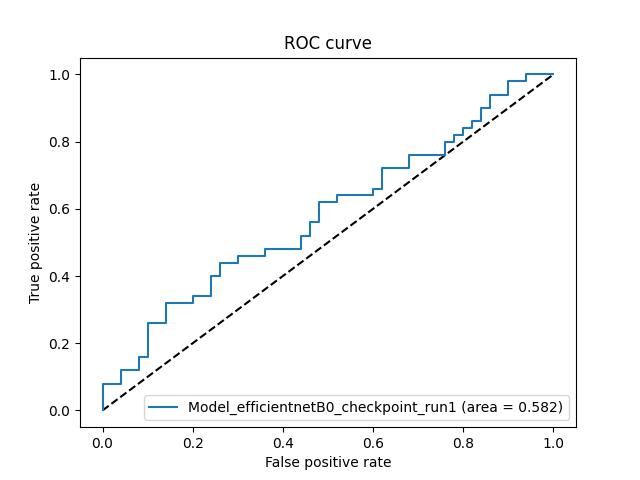 ROC curve
True positive rate
1.0
0.8
0.6
0.4
0.2
0.0
Model_efficientnetB0_checkpoint_run1 (area = 0.582)
0.0 0.2 0.4 0.6 0.8 1.0
False positive rate